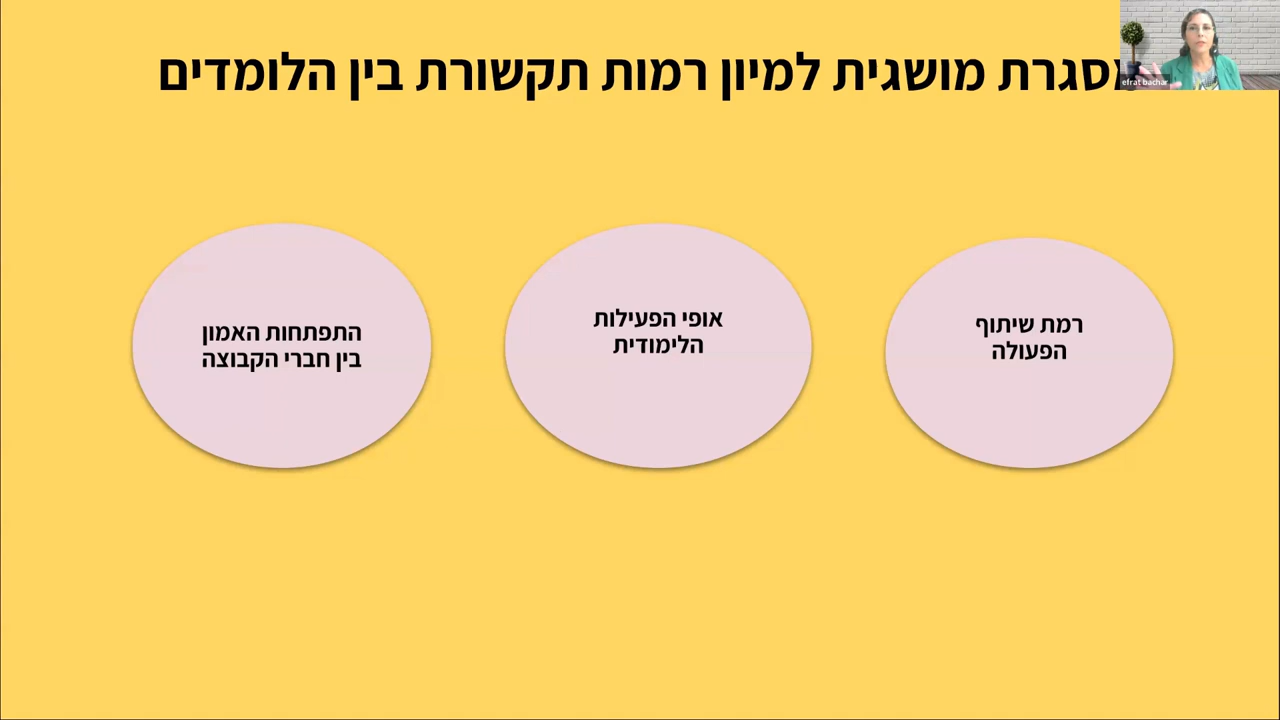 מסגרת מושגית למיון רמות תקשורת בין הלומדים
efrat bachar
רמת שיתוף
הפעולה
אופי הפעילות
הלימודית
התפתחות האמון
בין חברי הקבוצה